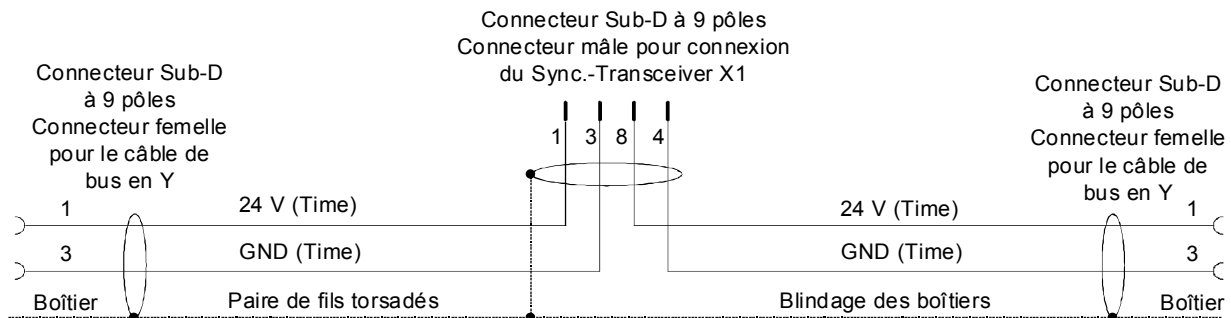 Connecteur Sub-D à 9 pôles
Connecteur mâle pour connexion
du Sync.-Transceiver X1
Connecteur Sub-D
à 9 pôles
Connecteur femelle
pour le câble de
bus en Y
Connecteur Sub-D
à 9 pôles
Connecteur femelle
pour le câble de
bus en Y
1 3 8 4
1 24 V (Time) 24 V (Time) 1
3 GND (Time) GND (Time) 3
Boîtier Paire de fils torsadés Blindage des boîtiers Boîtier